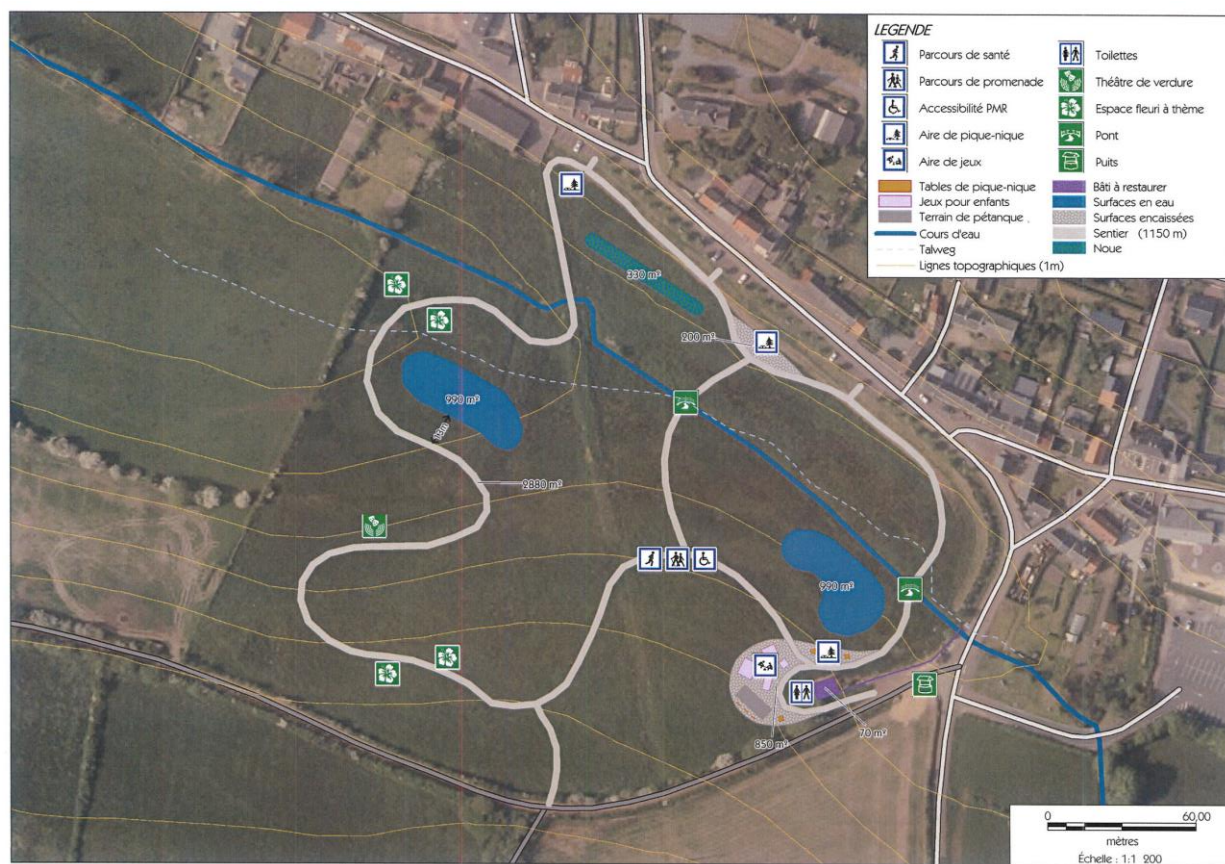 LEGENDE
Parcours de santé
Toilettes
Parcours de promenade
Théâtre de verdure
Accessibilité PMR
Espace fleuri à thème
Aire de pique-nique
Pont
Aire de jeux
Puits
Tables de pique-nique
Bâti à restaurer
Jeux pour enfants
Surfaces en eau
Terrain de pétanque .
Surfaces encaissées
Cours d'eau
Sentier (1150 m)
Talweg
Noue
Lignes topographiques (1m)
330 m²
200 m²
990 m²
18m
2880 m²
990 m²
850 m²
70 m²
0 60,00
mètres
Échelle : 1:1 200